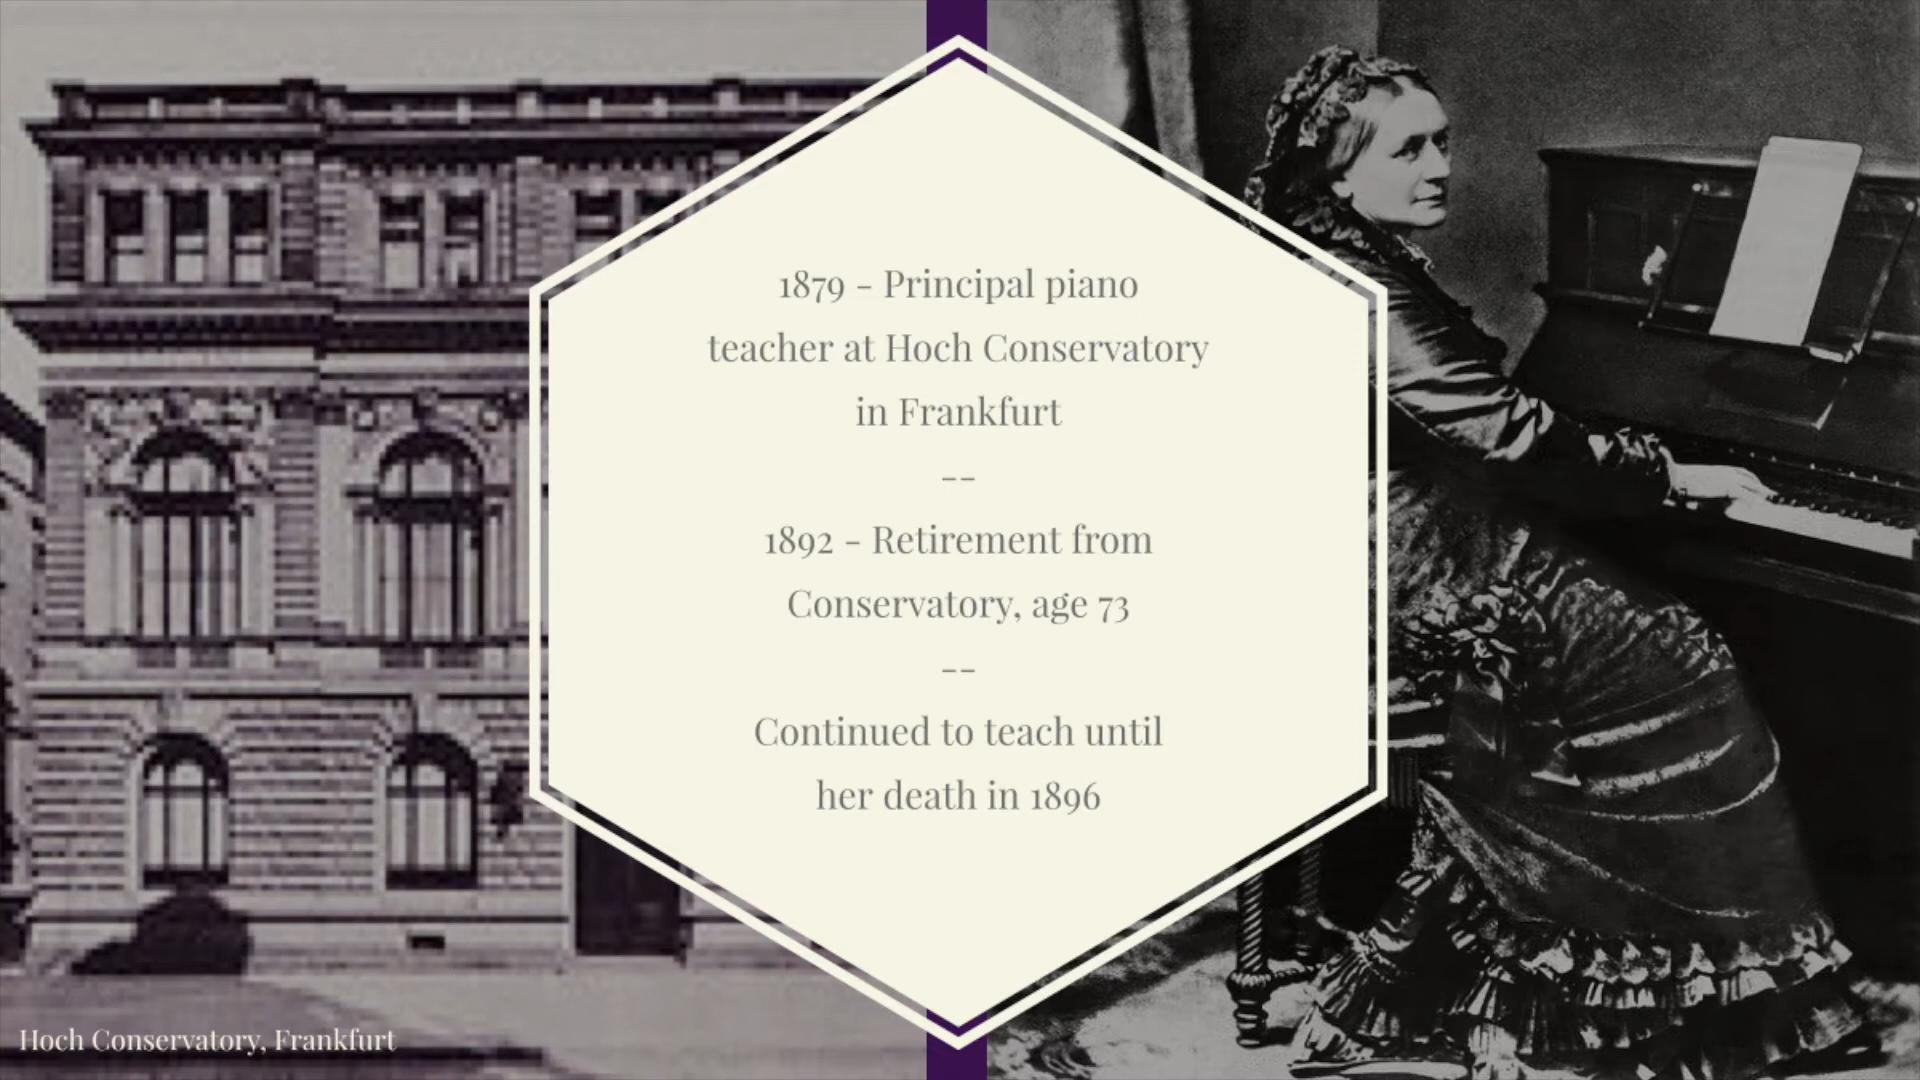 1879 - Principal piano
teacher at Hoch Conservatory
in Frankfurt
--
1892 - Retirement from
Conservatory, age 73
--
Continued to teach until
her death in 1896
Hoch Conservatory, Frankfurt